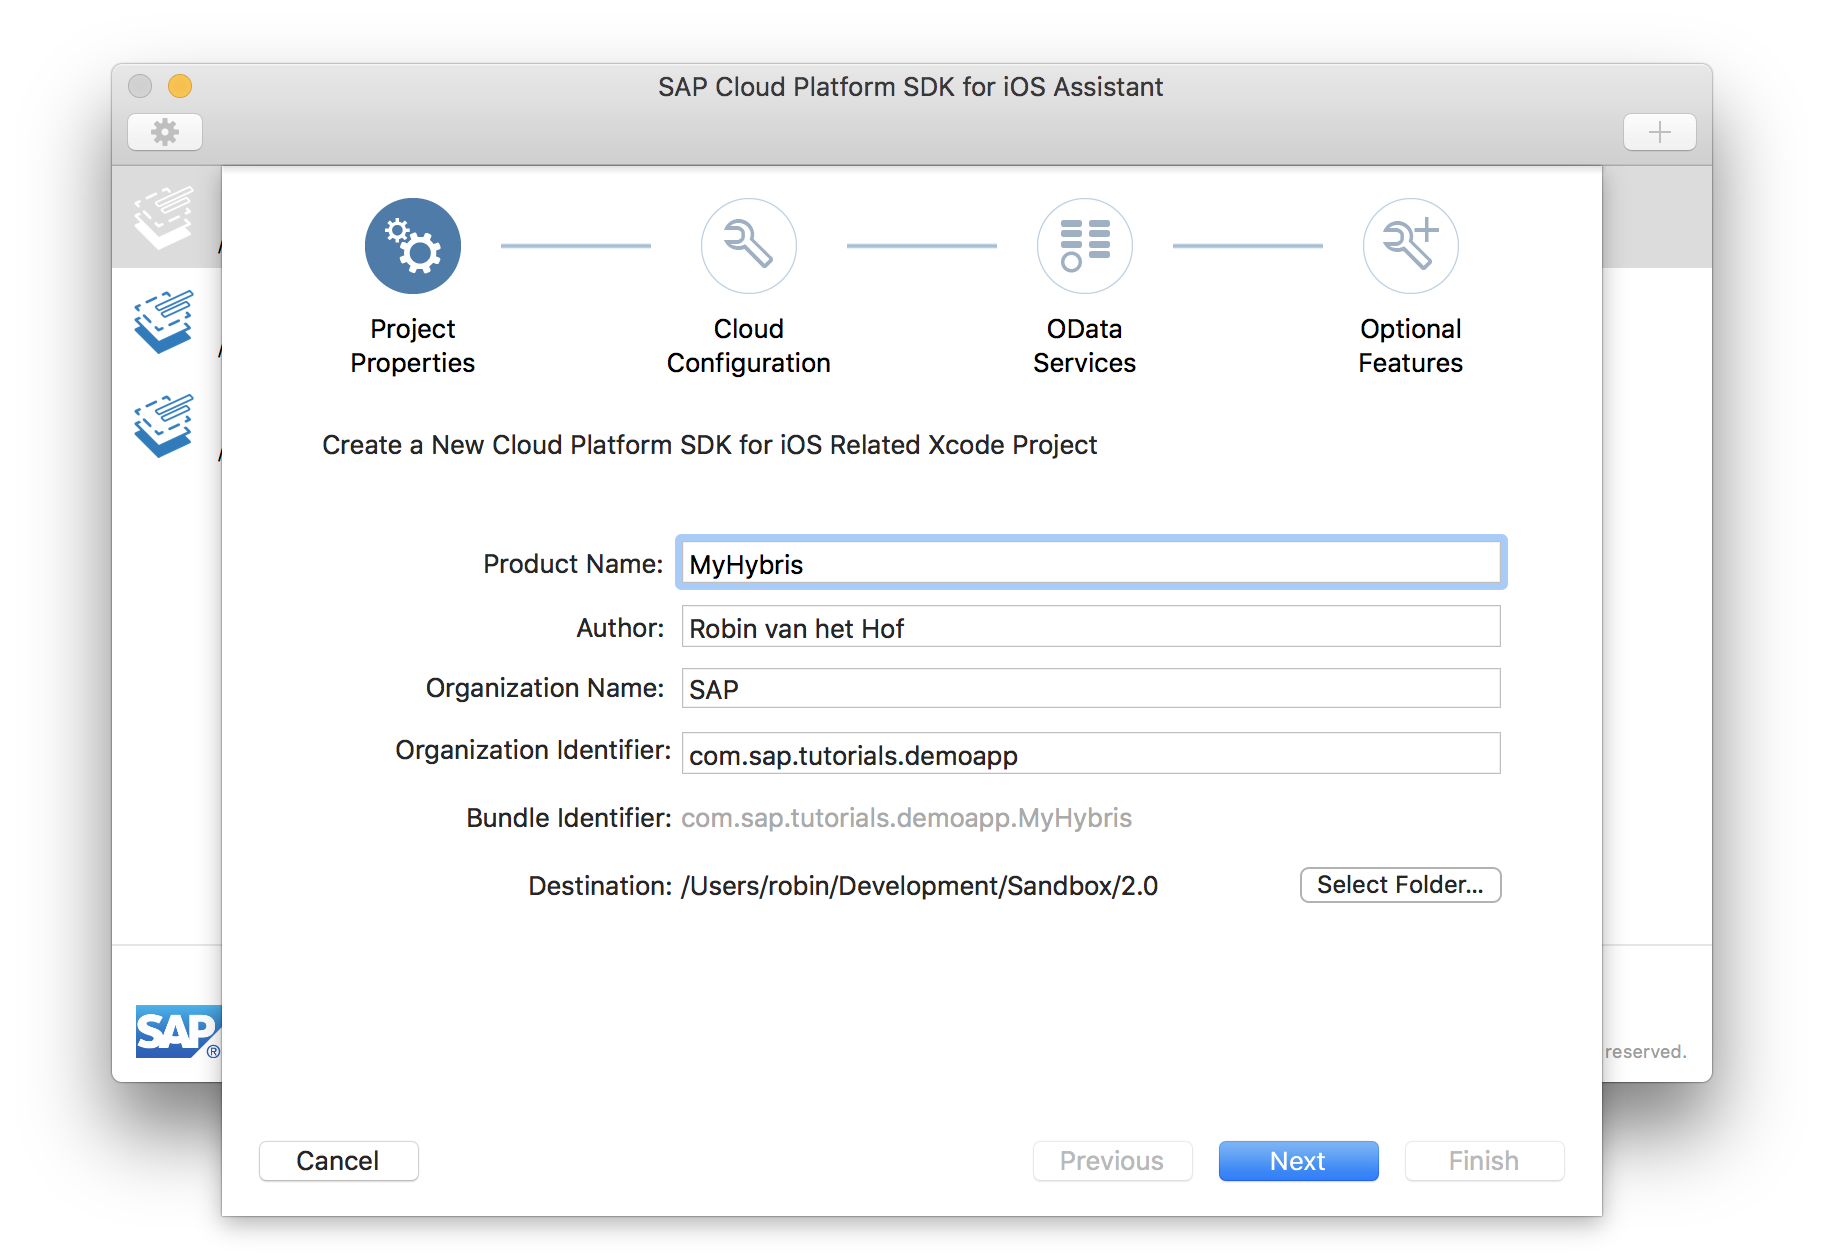 SAP Cloud Platform SDK for iOS Assistant
Project
Properties
Cloud
Configuration
OData
Services
Optional
Features
Create a New Cloud Platform SDK for iOS Related Xcode Project
Product Name: MyHybris
Author: Robin van het Hof
Organization Name: SAP
Organization Identifier: com.sap.tutorials.demoapp
Bundle Identifier: com.sap.tutorials.demoapp.MyHybris
Destination: /Users/robin/Development/Sandbox/2.0 Select Folder...
SAP ®
reserved.
Cancel Previous Next Finish